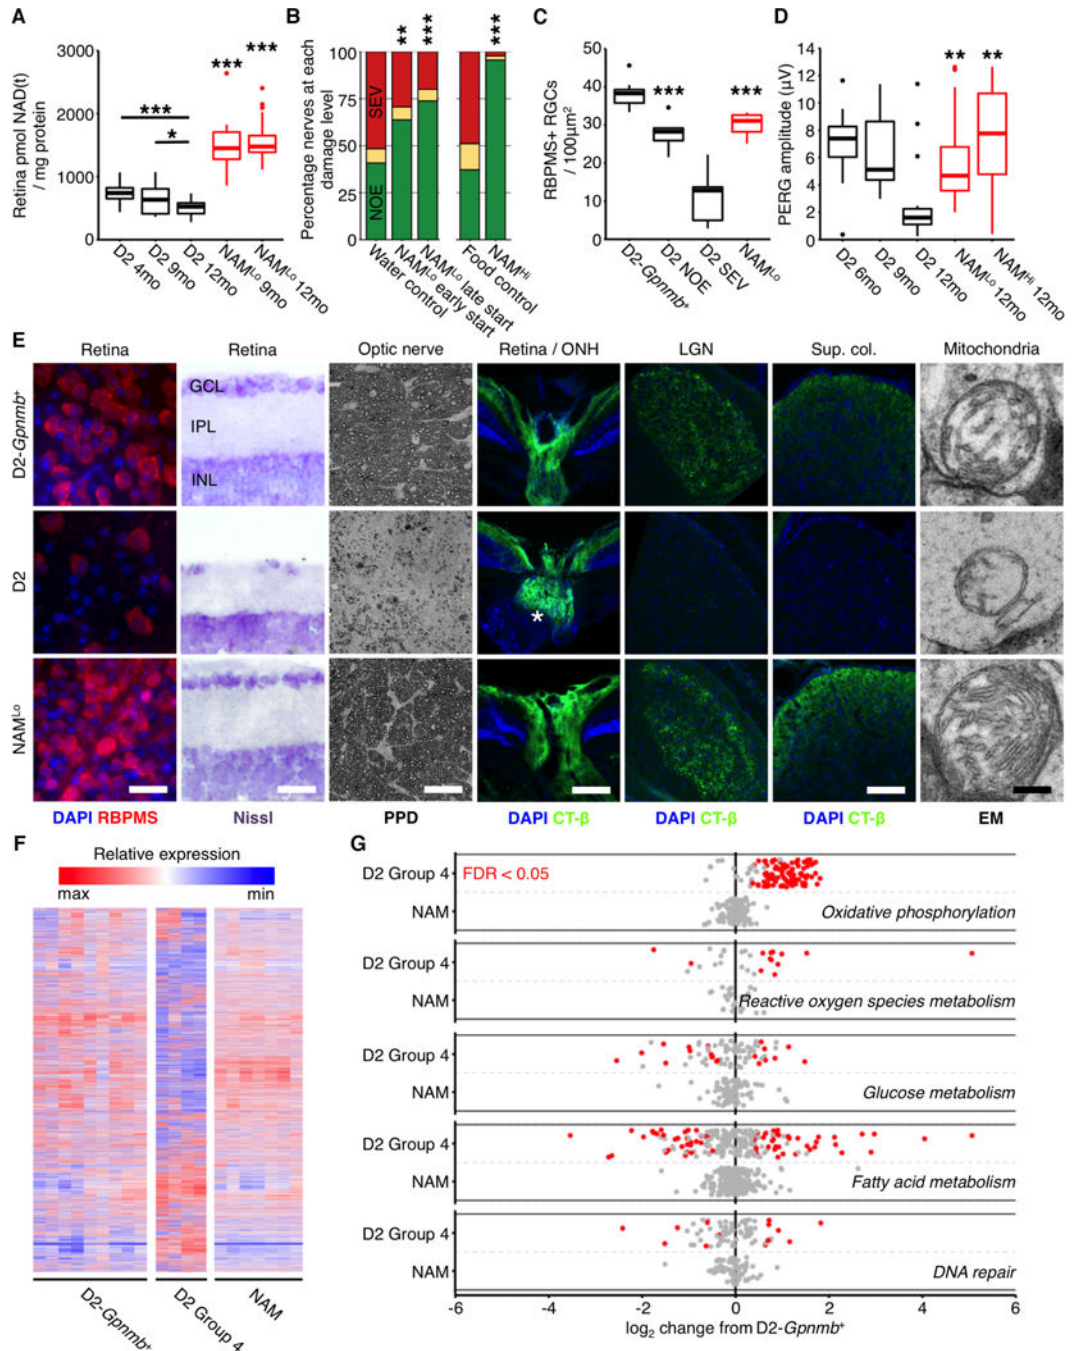 A
Retina pmol NAD(t)
/ mg protein
3000
2000
1000
0
***
*
***
***
D2 4mo
D2 9mo
D2 12mo
NAMLo 9mo
NAMLo 12mo
B
Percentage nerves at each
damage level
100
75
50
25
0
SEV
NOE
**
***
***
Water control
NAMLo early start
NAMLo late start
Food control
NAMHi
C
RBPMS+ RGCs
/ 100µm2
50
40
30
20
10
0
***
***
D2-Gpnmb+
D2 NOE
D2 SEV
NAMLo
D
PERG amplitude (µV)
14
12
10
8
6
4
2
0
**
**
D2 6mo
D2 9mo
D2 12mo
NAMLo 12mo
NAMHi 12mo
E
Retina
Retina
Optic nerve
Retina / ONH
LGN
Sup. col.
Mitochondria
D2-Gpnmb+
GCL
IPL
INL
D2
*
NAMLo
DAPI RBPMS
Nissl
PPD
DAPI CT-β
DAPI CT-β
DAPI CT-β
EM
F
Relative expression
max
min
D2-Gpnmb+
D2 Group 4
NAM
G
D2 Group 4
FDR < 0.05
NAM
Oxidative phosphorylation
D2 Group 4
NAM
Reactive oxygen species metabolism
D2 Group 4
NAM
Glucose metabolism
D2 Group 4
NAM
Fatty acid metabolism
D2 Group 4
NAM
DNA repair
-6
-4
-2
0
2
4
6
log2 change from D2-Gpnmb+